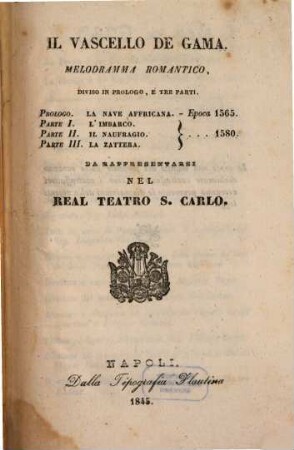 IL VASCELLO DE GAMA.
MELODRAMMA ROMANTICO,
DIVISO IN PROLOGO, E TRE PARTI.
PROLOGO. LA NAVE AFFRICANA. - Epoca 1565.
PARTE I. L'IMBARCO.
PARTE II. IL NAUFRAGIO. } . . . 1580.
PARTE III. LA ZATTERA.
DA RAPPRESENTARSI
NEL
REAL TEATRO S. CARLO.
NAPOLI.
Dalla Tipografia Flautina
1845.